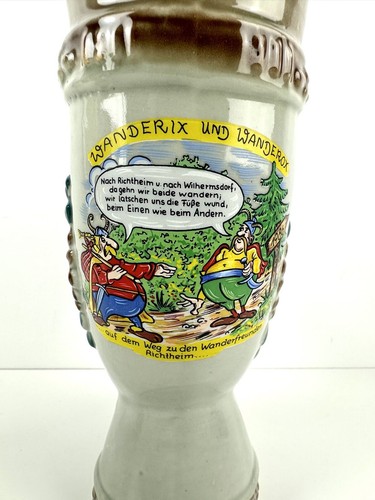 WANDERIX UND WANDEROX
Nach Richtheim u. nach Wilhermsdorf,
da gehn wir beide wandern;
wir latschen uns die Füße wund,
beim Einen wie beim Andern.
auf dem Weg zu den Wanderfreunden
Richtheim....